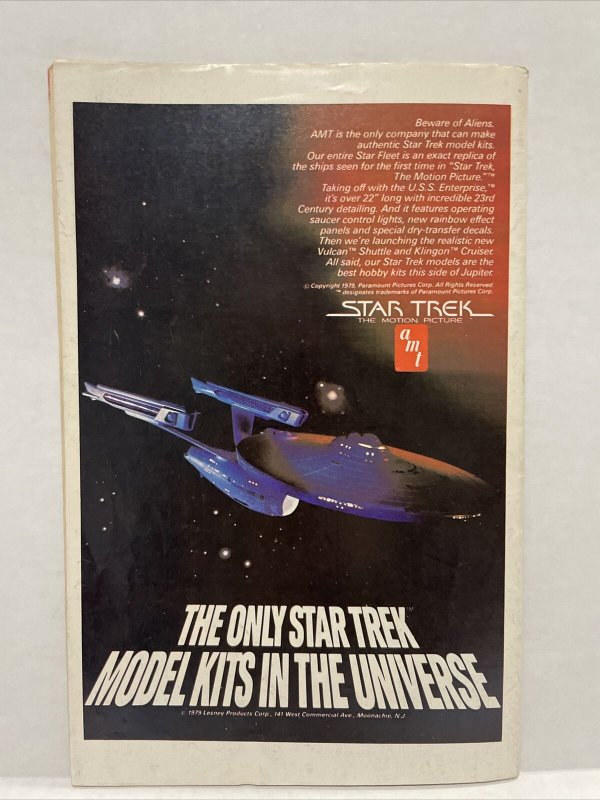 Beware of Aliens.
AMT is the only company that can make
authentic Star Trek model kits.
Our entire Star Fleet is an exact replica of
the ships seen for the first time in "Star Trek,
The Motion Picture."™
Taking off with the U.S.S. Enterprise,™
it's over 22" long with incredible 23rd
Century detailing. And it features operating
saucer control lights, new rainbow effect
panels and special dry-transfer decals.
Then we're launching the realistic new
Vulcan™ Shuttle and Klingon™ Cruiser.
All said, our Star Trek models are the
best hobby kits this side of Jupiter.
© Copyright 1979, Paramount Pictures Corp. All Rights Reserved.
™ designates trademarks of Paramount Pictures Corp.
STAR TREK
THE MOTION PICTURE™
amt
THE ONLY STAR TREK™
MODEL KITS IN THE UNIVERSE
© 1979 Lesney Products Corp., 141 West Commercial Ave., Moonachie, N.J.